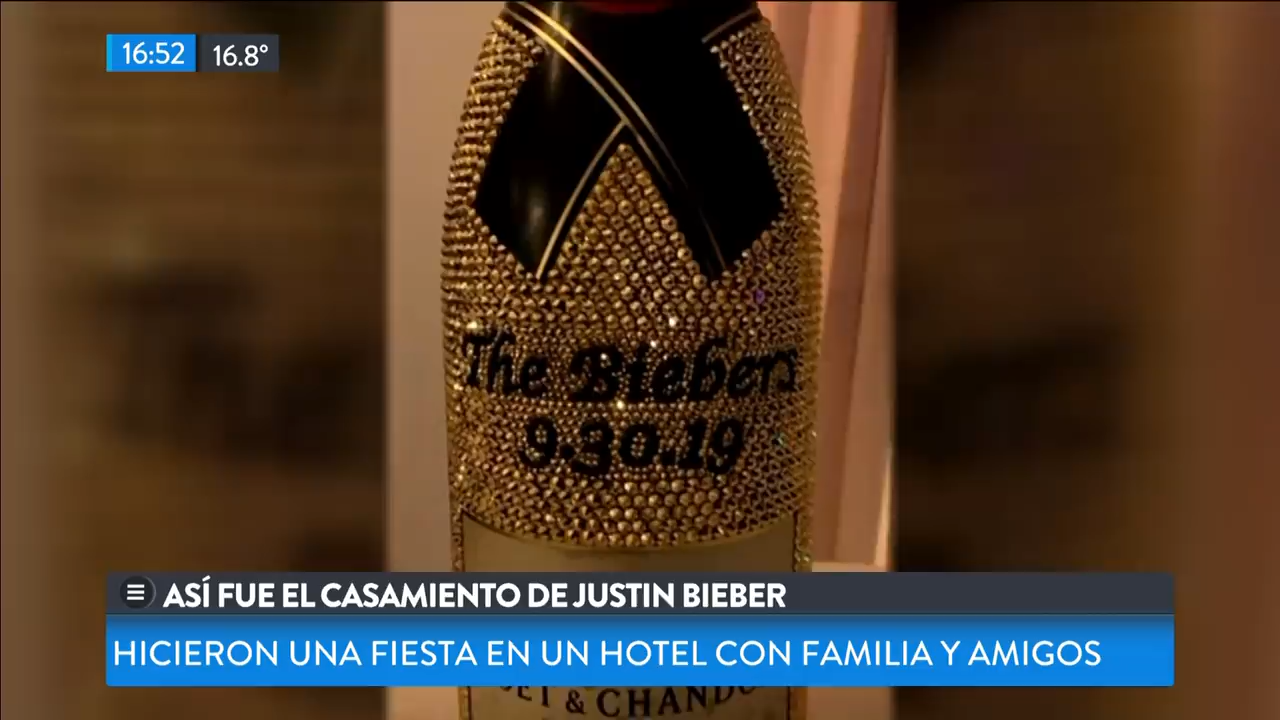 16:52 16.8°
The Biebers
9.30.19
ASÍ FUE EL CASAMIENTO DE JUSTIN BIEBER
HICIERON UNA FIESTA EN UN HOTEL CON FAMILIA Y AMIGOS
& CHANDO